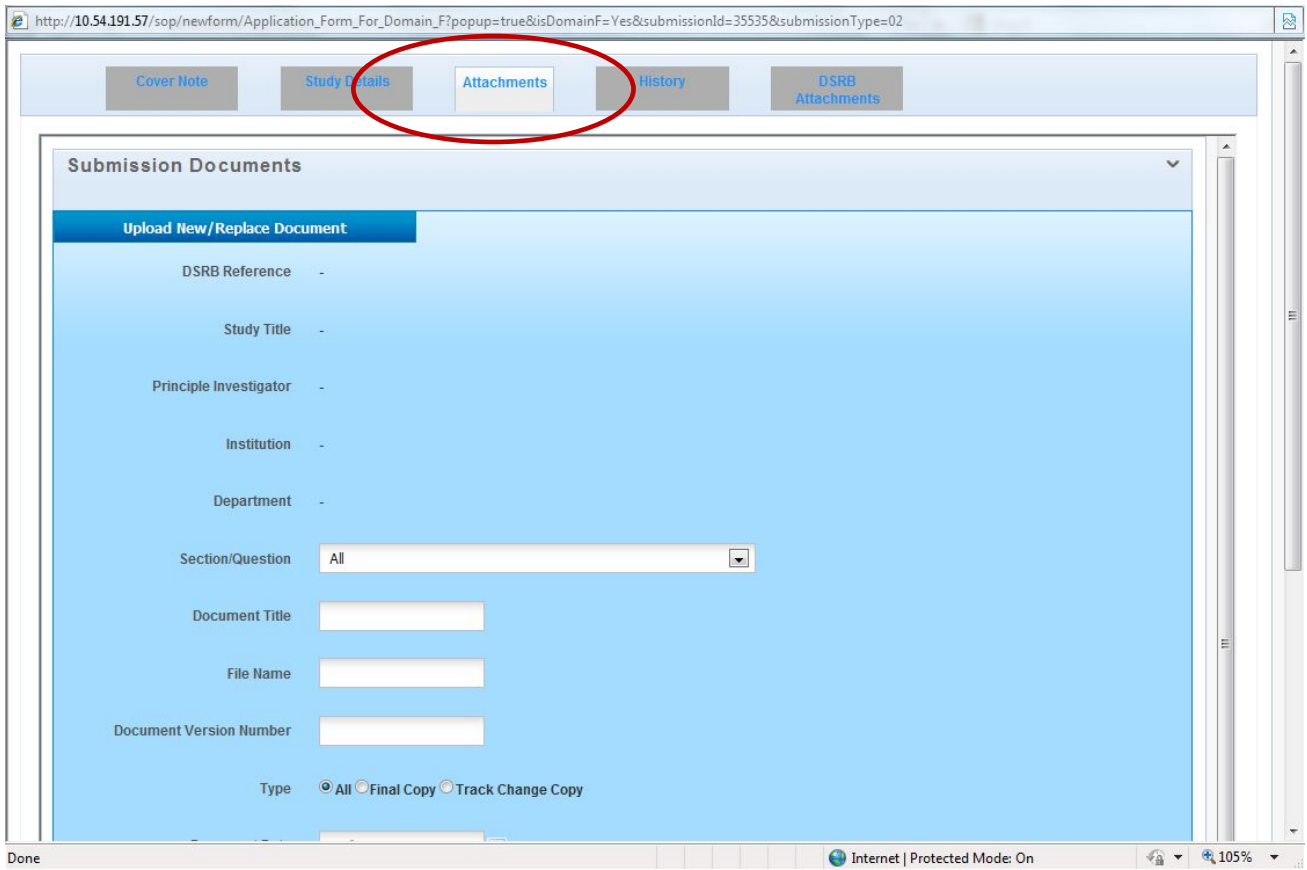 http://10.54.191.57/sop/newform/Application_Form_For_Domain_F?popup=true&isDomainF=Yes&submissionId=35535&submissionType=02
Cover Note
Study Details
Attachments
History
DSRB
Attachments
Submission Documents
Upload New/Replace Document
DSRB Reference -
Study Title -
Principle Investigator -
Institution -
Department -
Section/Question All
Document Title
File Name
Document Version Number
Type All Final Copy Track Change Copy
Done Internet | Protected Mode: On 105%